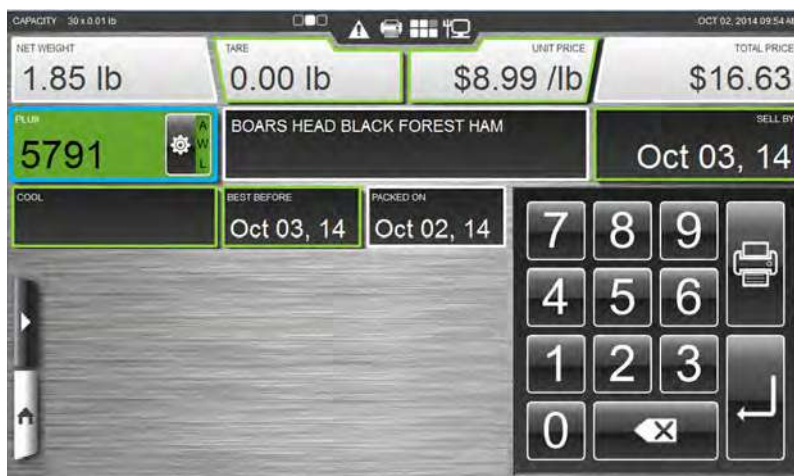 CAPACITY 30 x 0.01 lb
OCT 02, 2014 09:54 AM
NET WEIGHT
TARE
UNIT PRICE
TOTAL PRICE
1.85 lb
0.00 lb
$8.99 /lb
$16.63
PLU#
BOARS HEAD BLACK FOREST HAM
SELL BY
5791
A
W
L
Oct 03, 14
COOL
BEST BEFORE
PACKED ON
Oct 03, 14
Oct 02, 14
7 8 9
4 5 6
1 2 3
0